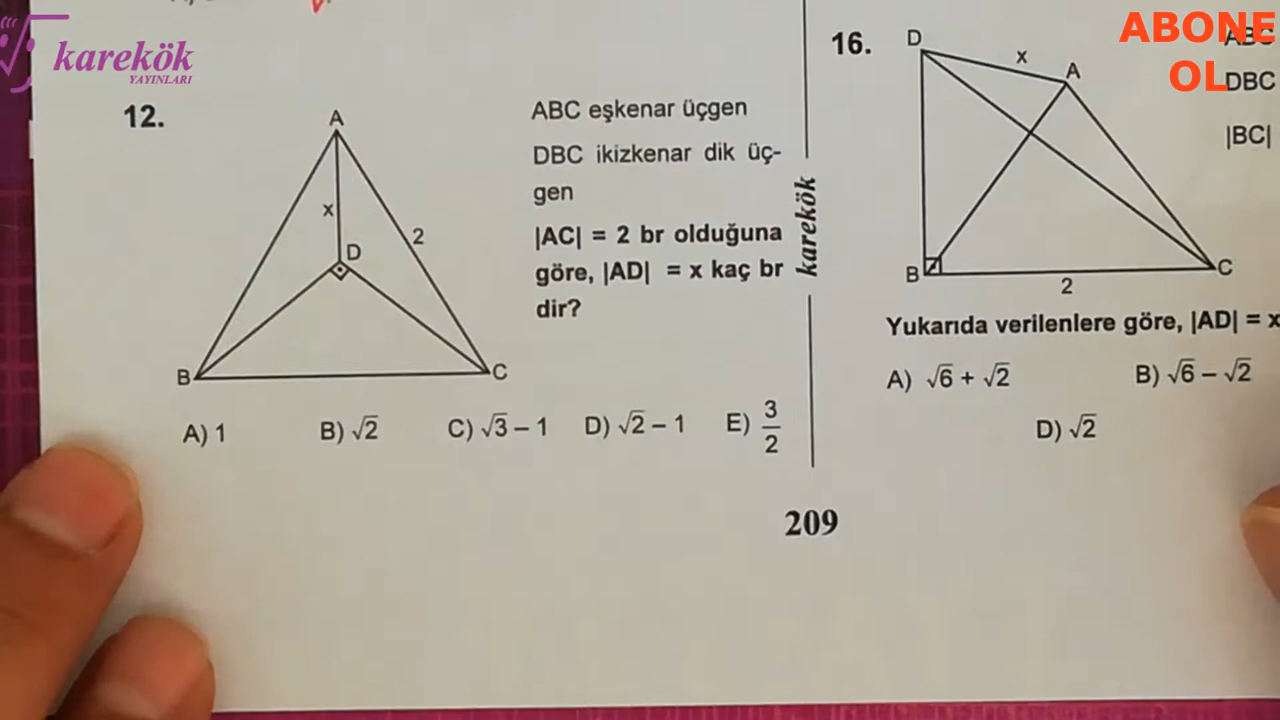 karekök
YAYINLARI
ABONE
OL
12.
A
x
2
D
B
C
ABC eşkenar üçgen
DBC ikizkenar dik üç-
gen
|AC| = 2 br olduğuna
göre, |AD| = x kaç br
dir?
A) 1 B) √2 C) √3 – 1 D) √2 – 1 E) 3/2
karekök
16.
D
x
A
B
C
2
ABC
DBC
|BC|
Yukarıda verilenlere göre, |AD| = x
A) √6 + √2 B) √6 – √2
D) √2
209